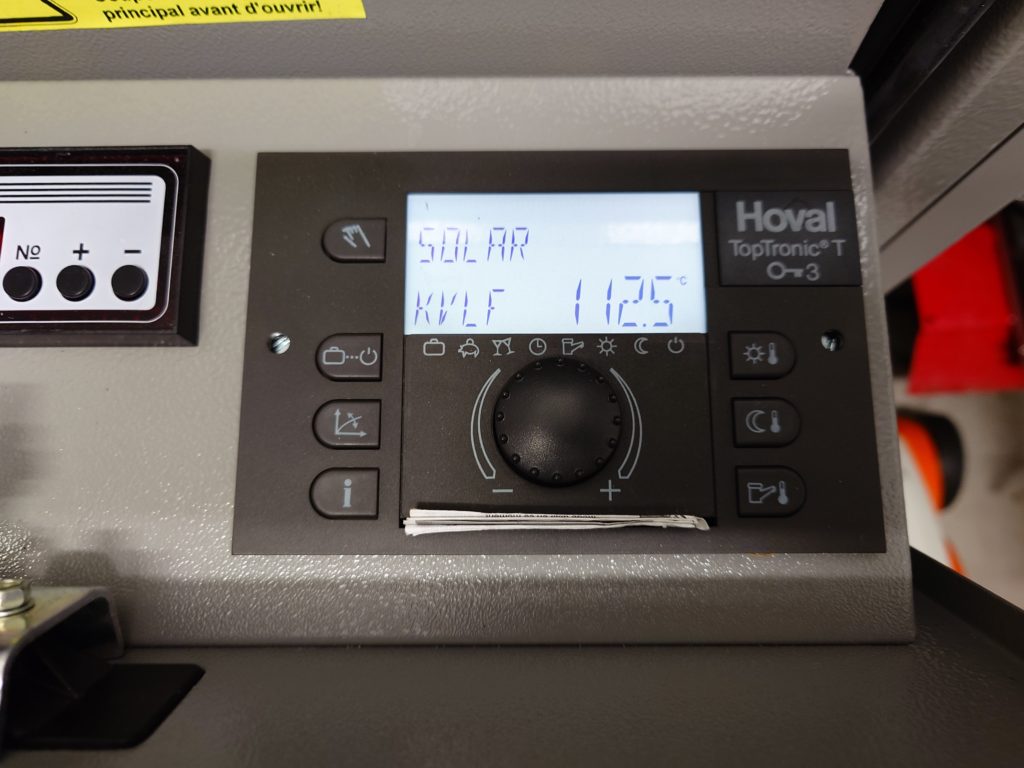 principal avant d'ouvrir!
Nº + −
SOLAR
KVLF 112.5 °C
Hoval
TopTronic® T
3
i
− +